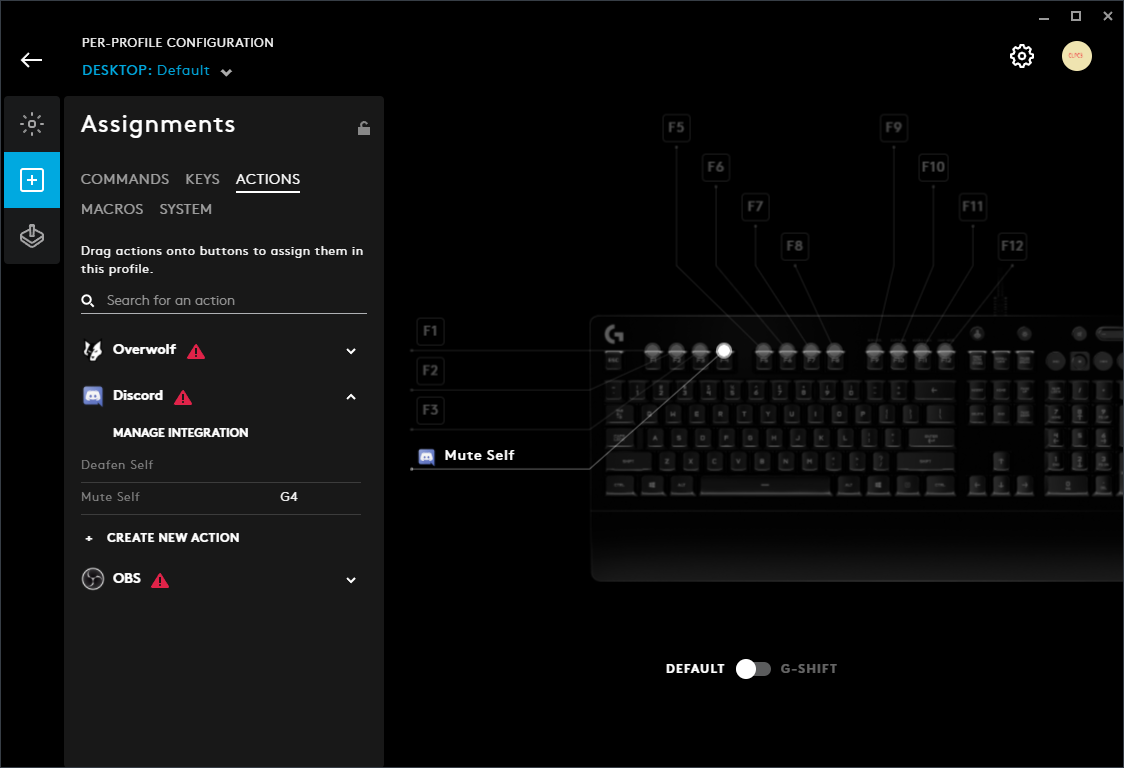 PER-PROFILE CONFIGURATION
DESKTOP: Default
Assignments
COMMANDS KEYS ACTIONS
MACROS SYSTEM
Drag actions onto buttons to assign them in
this profile.
Search for an action
Overwolf
Discord
MANAGE INTEGRATION
Deafen Self
Mute Self G4
+ CREATE NEW ACTION
OBS
F5
F6
F7
F8
F9
F10
F11
F12
F1
F2
F3
Mute Self
DEFAULT G-SHIFT